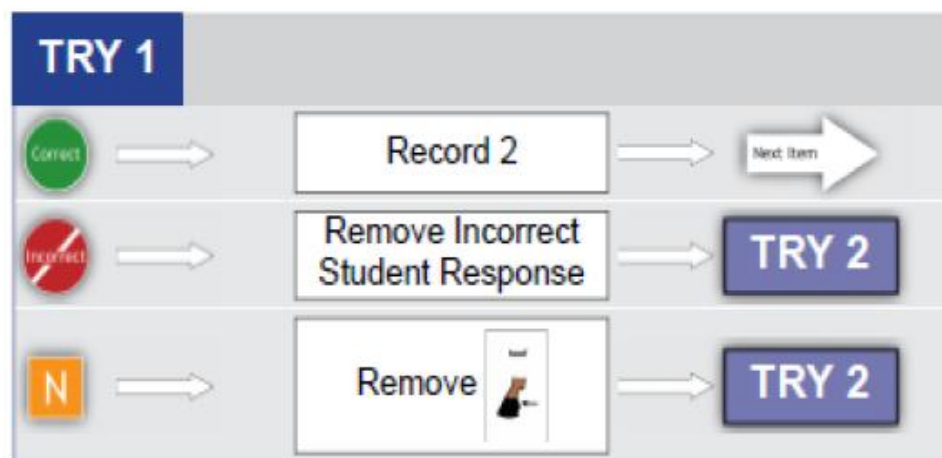 TRY 1
Correct
Record 2
Next Item
Incorrect
Remove Incorrect
Student Response
TRY 2
N
Remove
TRY 2